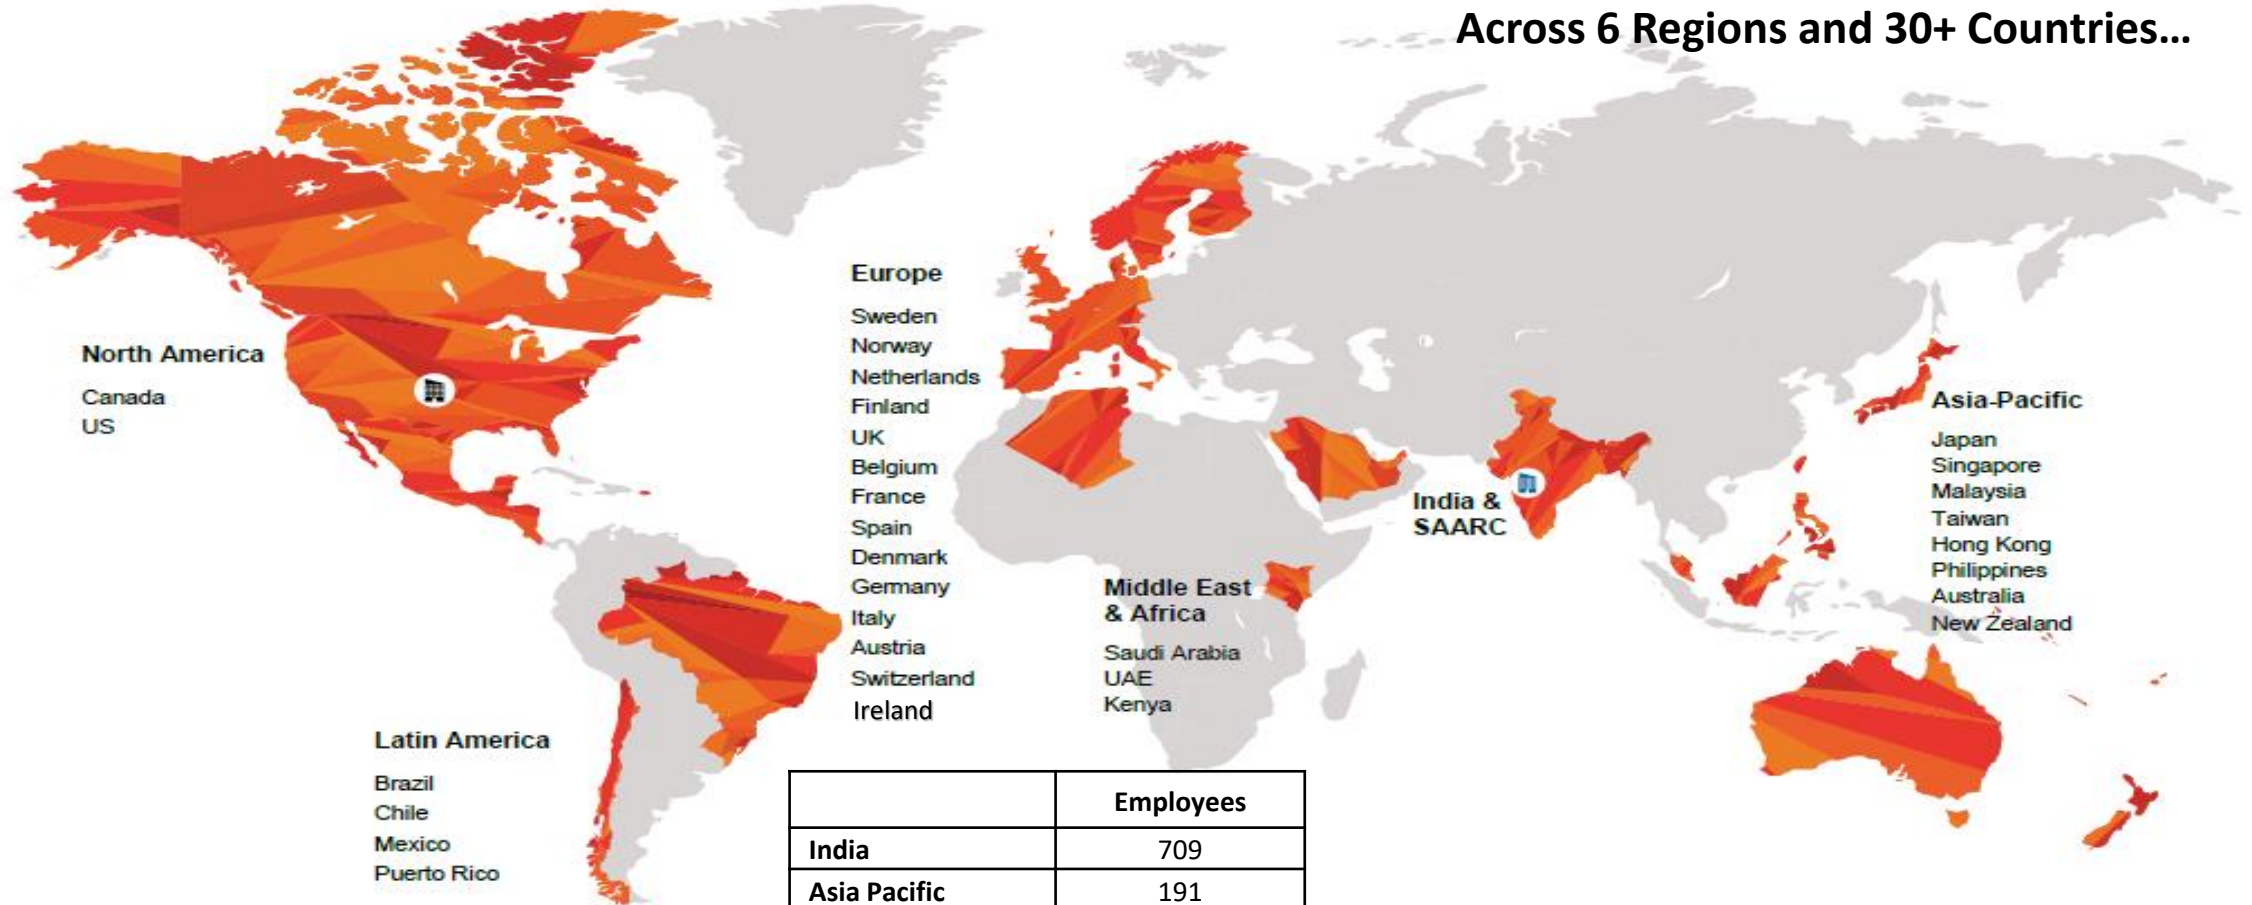 Across 6 Regions and 30+ Countries…
North America
Canada
US
Latin America
Brazil
Chile
Mexico
Puerto Rico
Europe
Sweden
Norway
Netherlands
Finland
UK
Belgium
France
Spain
Denmark
Germany
Italy
Austria
Switzerland
Ireland
Middle East
& Africa
Saudi Arabia
UAE
Kenya
India &
SAARC
Asia-Pacific
Japan
Singapore
Malaysia
Taiwan
Hong Kong
Philippines
Australia
New Zealand
Employees
India 709
Asia Pacific 191